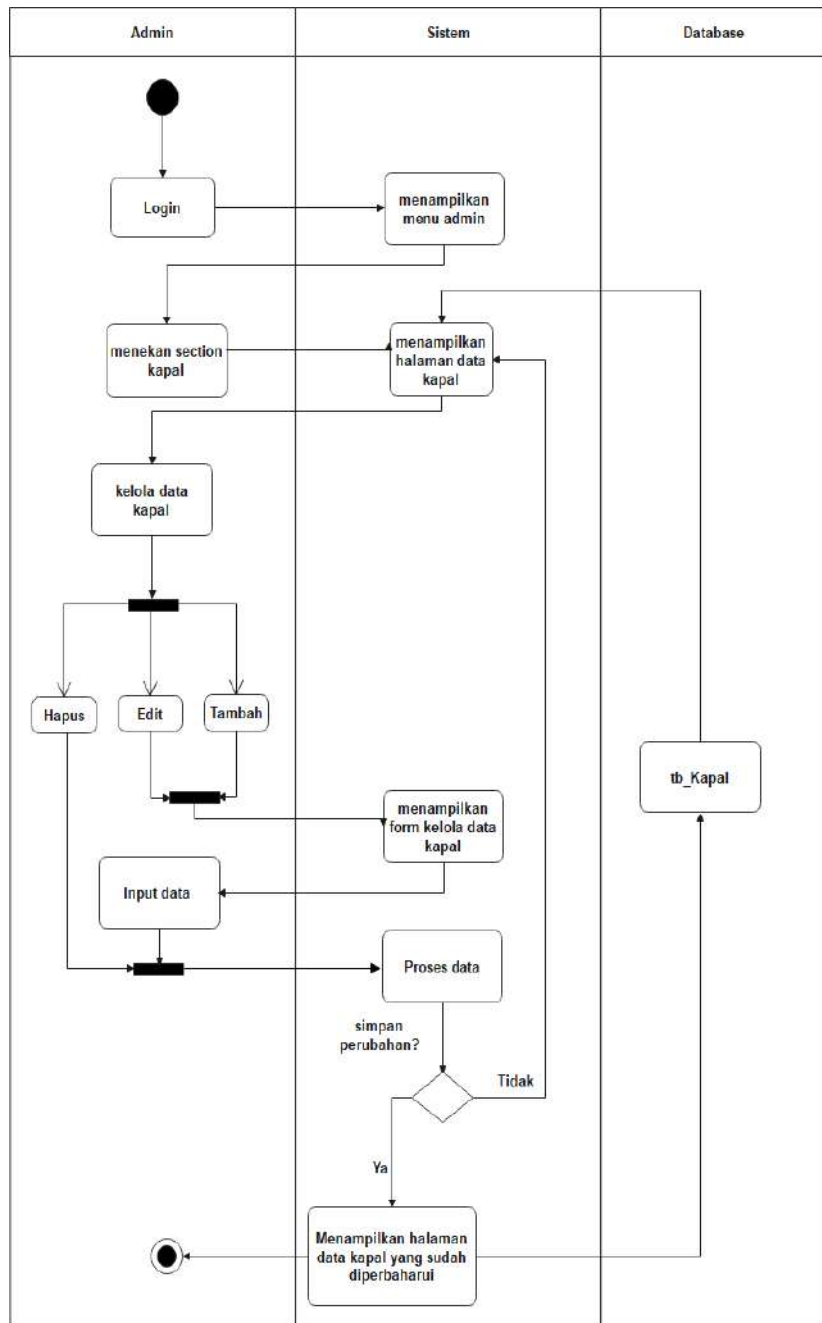 Admin
Sistem
Database
Login
menampilkan
menu admin
menekan section
kapal
menampilkan
halaman data
kapal
kelola data
kapal
Hapus
Edit
Tambah
tb_Kapal
menampilkan
form kelola data
kapal
Input data
Proses data
simpan
perubahan?
Tidak
Ya
Menampilkan halaman
data kapal yang sudah
diperbaharui